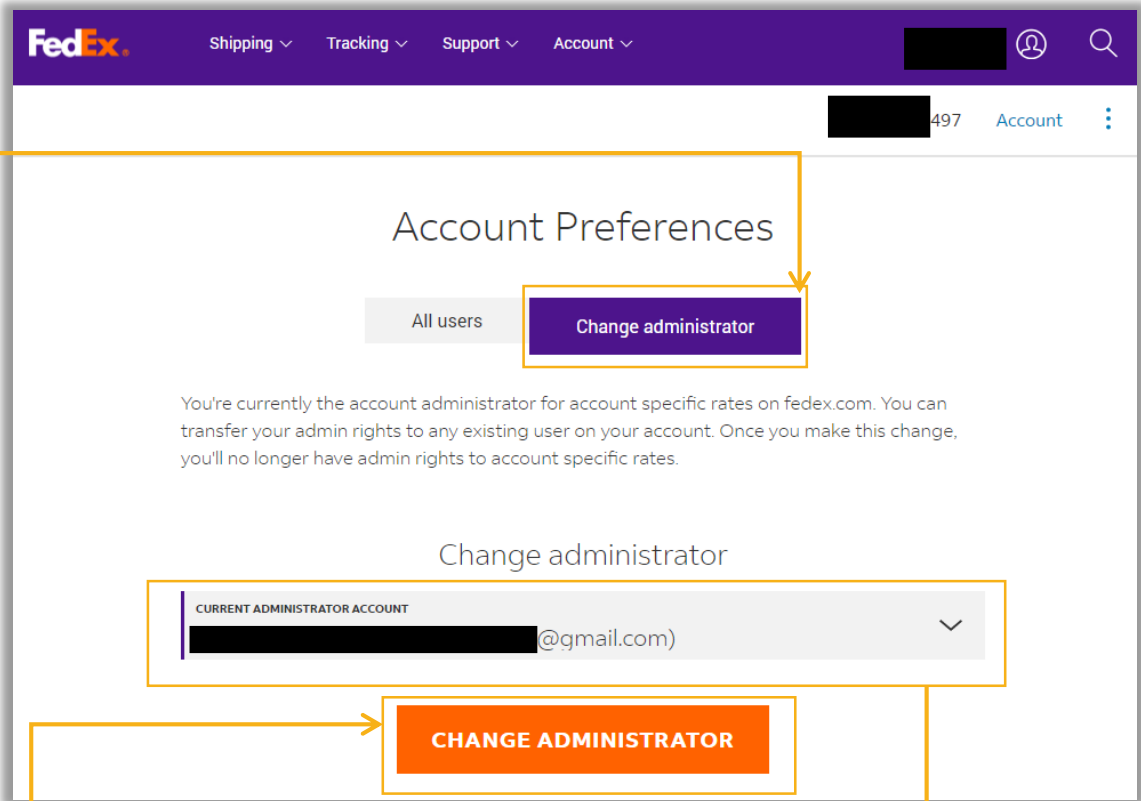 FedEx. Shipping Tracking Support Account
497 Account
Account Preferences
All users Change administrator
You're currently the account administrator for account specific rates on fedex.com. You can
transfer your admin rights to any existing user on your account. Once you make this change,
you'll no longer have admin rights to account specific rates.
Change administrator
CURRENT ADMINISTRATOR ACCOUNT
@gmail.com)
CHANGE ADMINISTRATOR